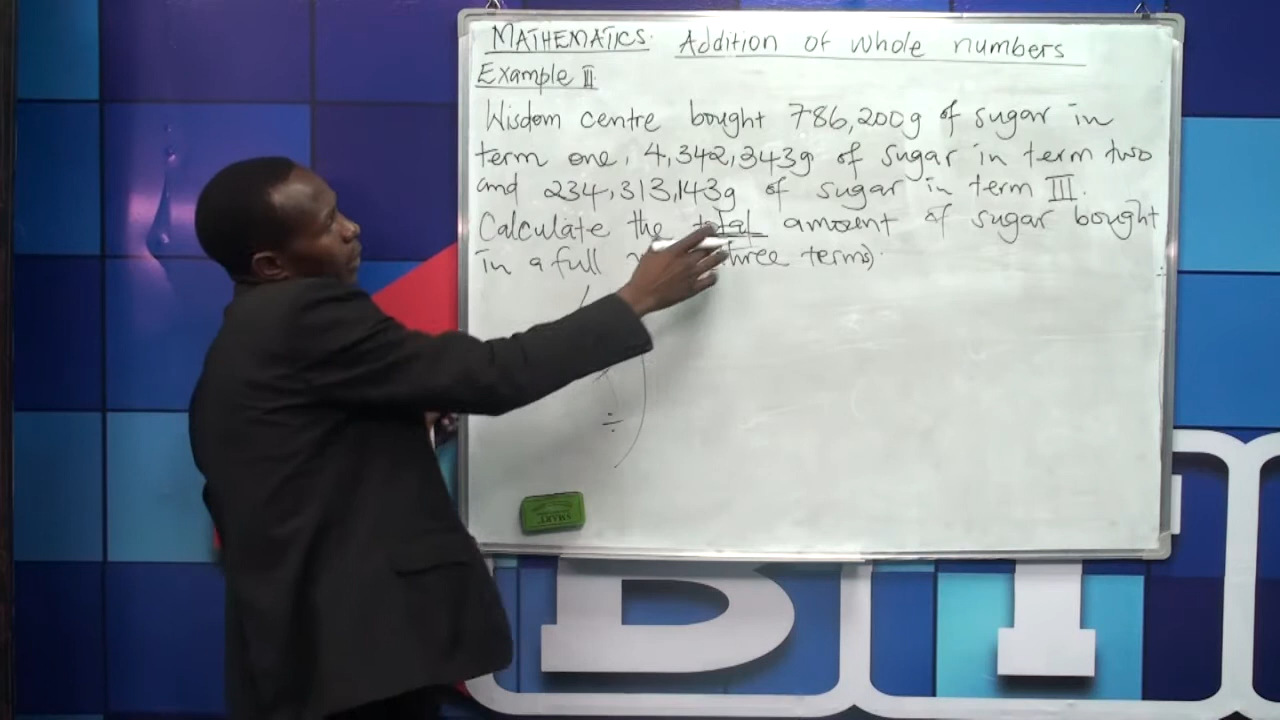 MATHEMATICS. Addition of whole numbers
Example II
Wisdom centre bought 786,200g of sugar in
term one, 4,342,343g of sugar in term two
and 234,313,143g of sugar in term III.
Calculate the total amount of sugar bought
in a full three terms).
÷
SMART
B